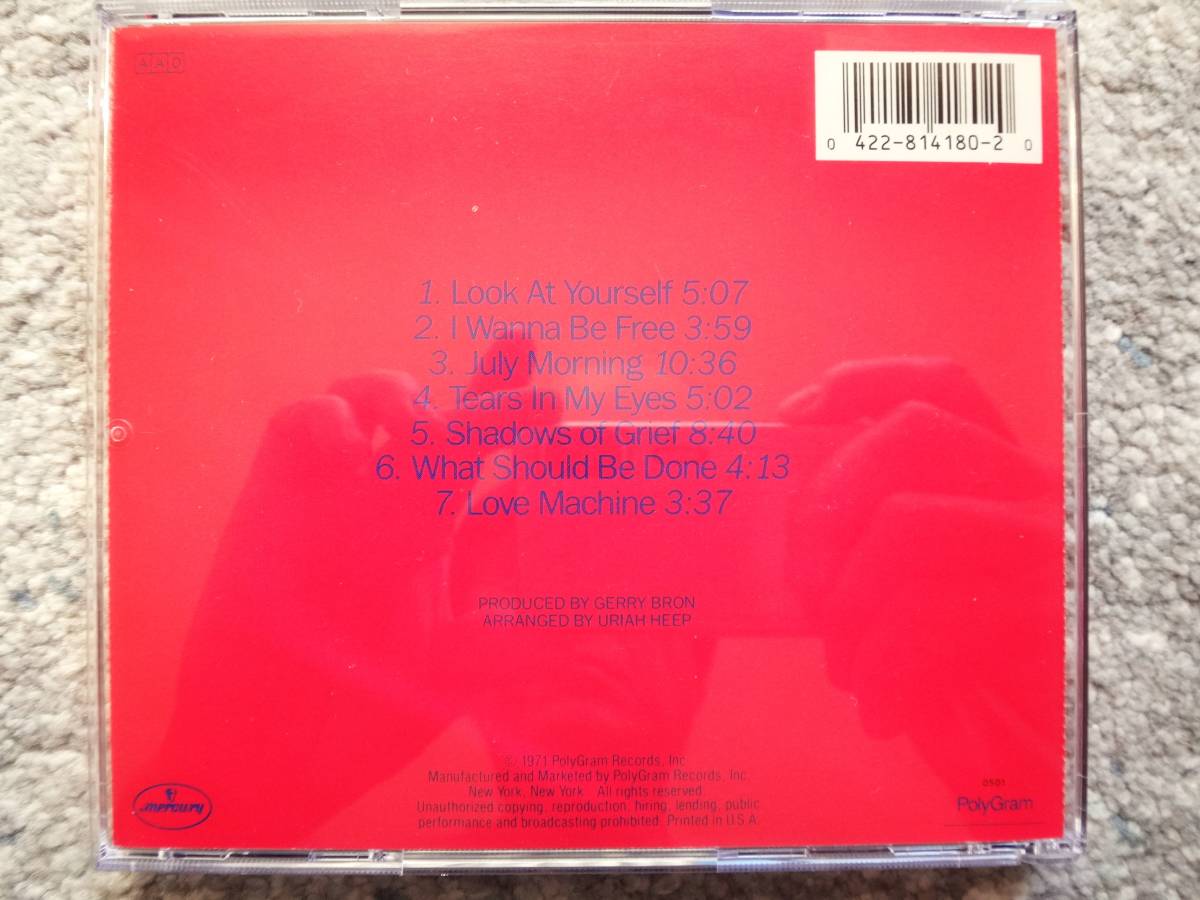 AAD
0 422-814180-2 0
1. Look At Yourself 5:07
2. I Wanna Be Free 3:59
3. July Morning 10:36
4. Tears In My Eyes 5:02
5. Shadows of Grief 8:40
6. What Should Be Done 4:13
7. Love Machine 3:37
PRODUCED BY GERRY BRON
ARRANGED BY URIAH HEEP
℗ 1971 PolyGram Records, Inc.
Manufactured and Marketed by PolyGram Records, Inc.
New York, New York. All rights reserved.
Unauthorized copying, reproduction, hiring, lending, public
performance and broadcasting prohibited. Printed in U.S.A.
mercury
0501
PolyGram